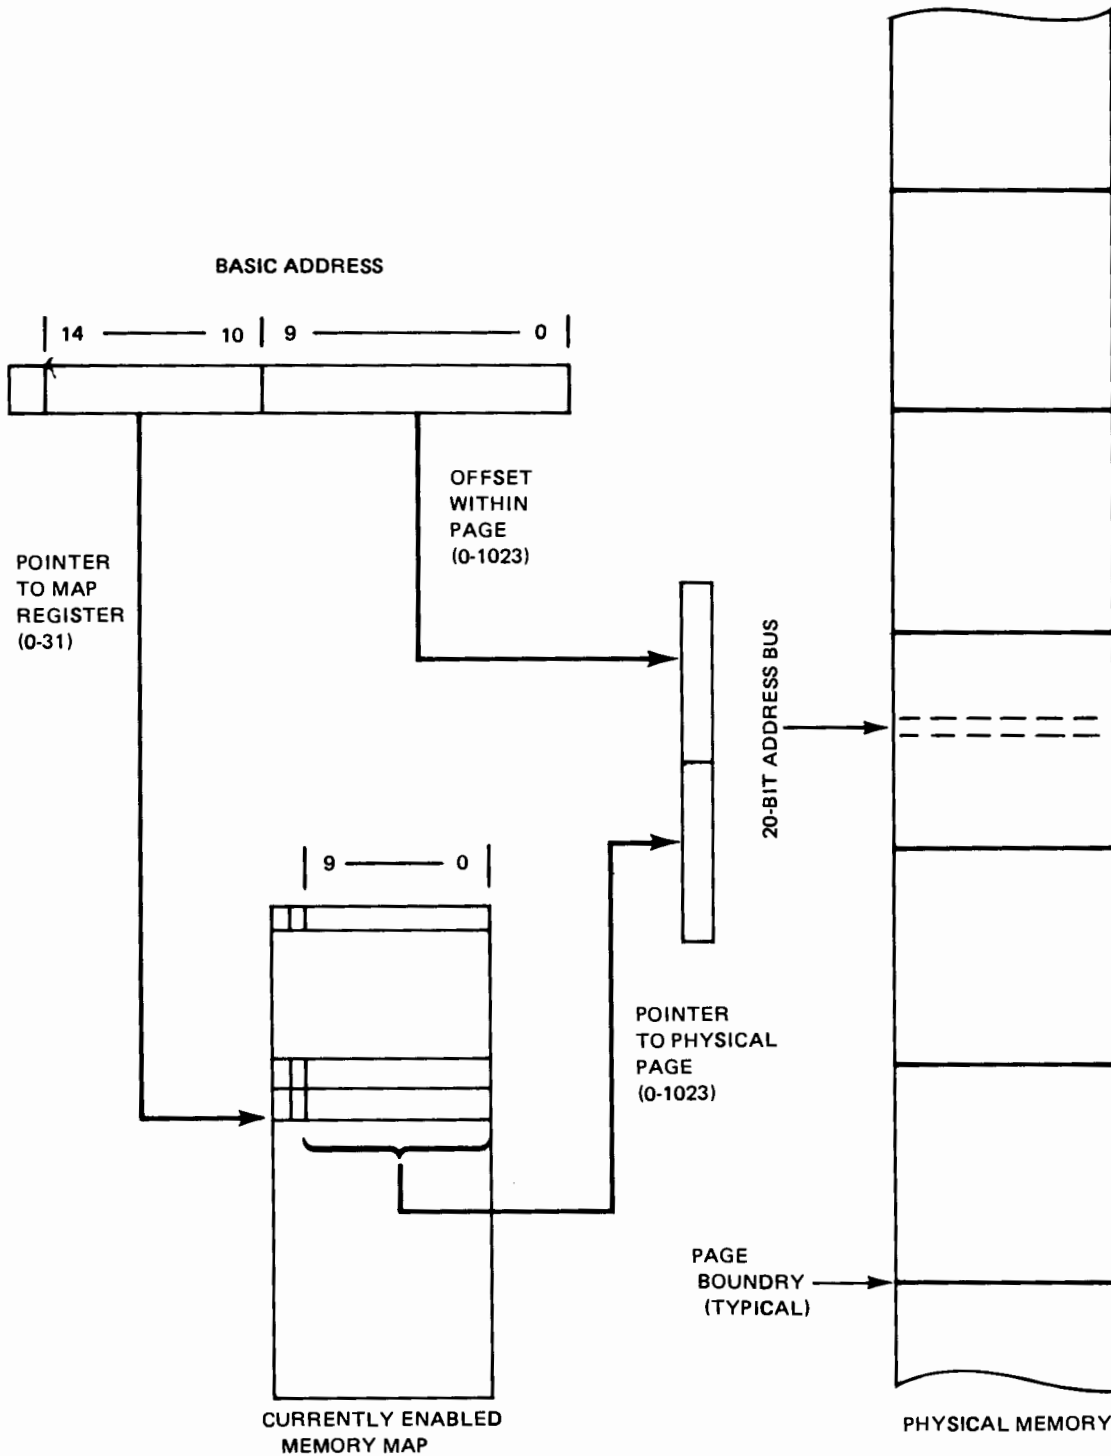 BASIC ADDRESS
14 10 9 0
OFFSET
WITHIN
PAGE
(0-1023)
POINTER
TO MAP
REGISTER
(0-31)
20-BIT ADDRESS BUS
9 0
POINTER
TO PHYSICAL
PAGE
(0-1023)
PAGE
BOUNDRY
(TYPICAL)
CURRENTLY ENABLED
MEMORY MAP
PHYSICAL MEMORY